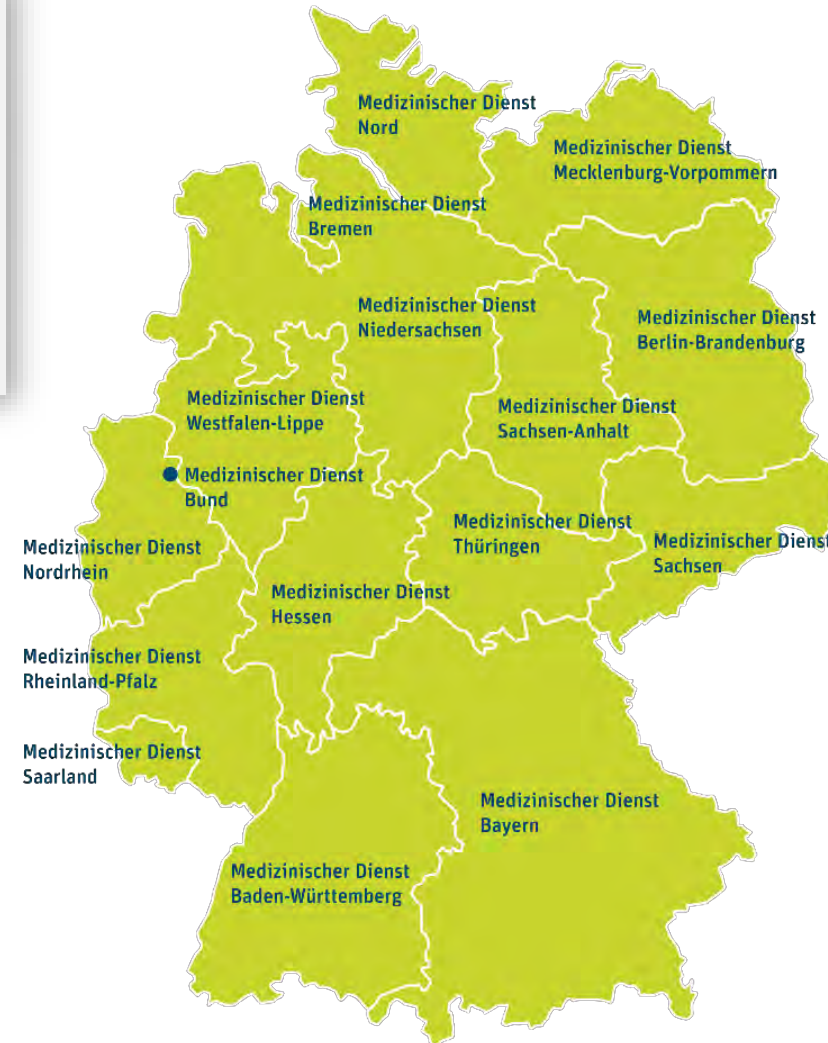 Medizinischer Dienst
Nord
Medizinischer Dienst
Mecklenburg-Vorpommern
Medizinischer Dienst
Bremen
Medizinischer Dienst
Niedersachsen
Medizinischer Dienst
Berlin-Brandenburg
Medizinischer Dienst
Westfalen-Lippe
Medizinischer Dienst
Sachsen-Anhalt
Medizinischer Dienst
Bund
Medizinischer Dienst
Thüringen
Medizinischer Dienst
Sachsen
Medizinischer Dienst
Nordrhein
Medizinischer Dienst
Hessen
Medizinischer Dienst
Rheinland-Pfalz
Medizinischer Dienst
Saarland
Medizinischer Dienst
Bayern
Medizinischer Dienst
Baden-Württemberg